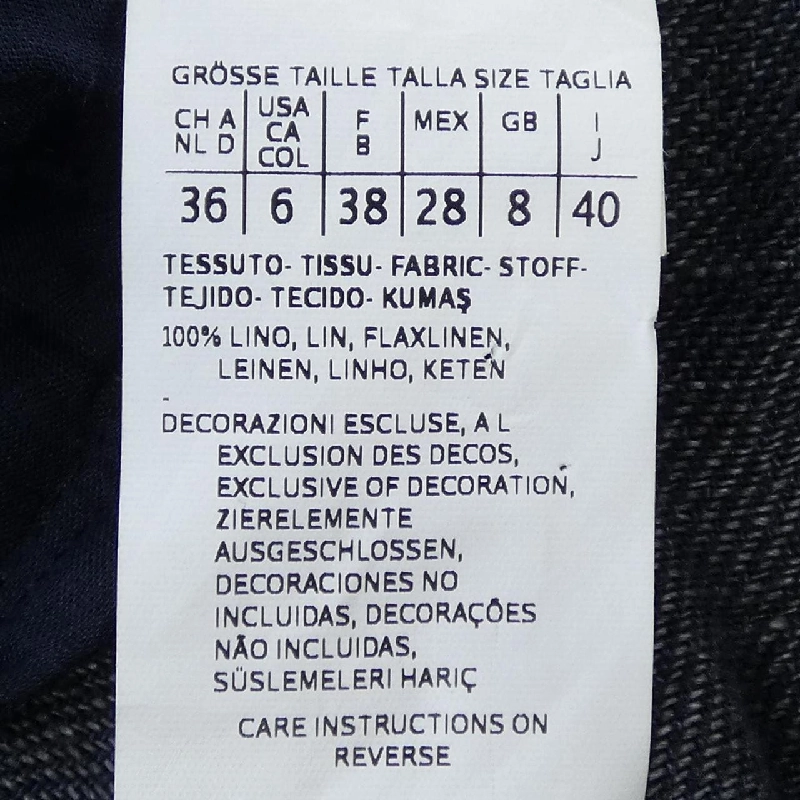 GRÖSSE TAILLE TALLA SIZE TAGLIA
CH A USA F MEX GB I
NL D CA B J
COL
36 6 38 28 8 40
TESSUTO- TISSU- FABRIC- STOFF-
TEJIDO- TECIDO- KUMAŞ
100% LINO, LIN, FLAXLINEN,
LEINEN, LINHO, KETEN
-
DECORAZIONI ESCLUSE, A L
EXCLUSION DES DECOS,
EXCLUSIVE OF DECORATION,
ZIERELEMENTE
AUSGESCHLOSSEN,
DECORACIONES NO
INCLUIDAS, DECORAÇÕES
NÃO INCLUIDAS,
SÜSLEMELERI HARIÇ
CARE INSTRUCTIONS ON
REVERSE